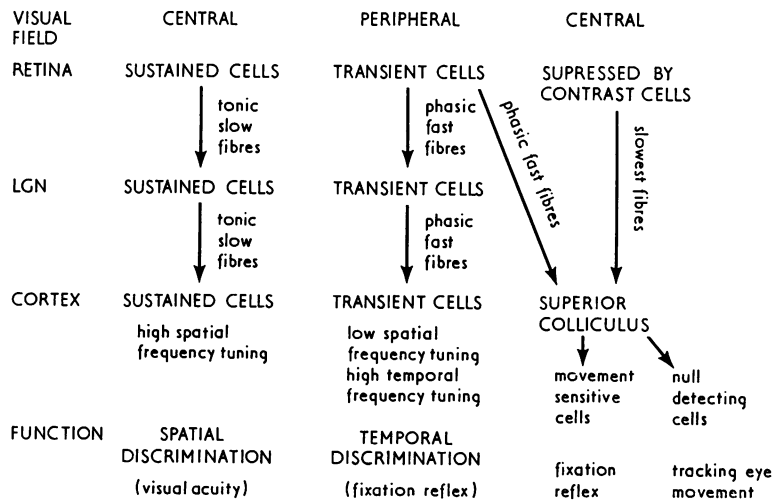 VISUAL FIELD CENTRAL PERIPHERAL CENTRAL
RETINA SUSTAINED CELLS TRANSIENT CELLS SUPRESSED BY CONTRAST CELLS
tonic slow fibres
phasic fast fibres
phasic fast fibres
slowest fibres
LGN SUSTAINED CELLS TRANSIENT CELLS
tonic slow fibres
phasic fast fibres
CORTEX SUSTAINED CELLS TRANSIENT CELLS SUPERIOR COLLICULUS
high spatial
frequency tuning
low spatial
frequency tuning
high temporal
frequency tuning
movement
sensitive
cells
null
detecting
cells
FUNCTION SPATIAL
DISCRIMINATION
(visual acuity)
TEMPORAL
DISCRIMINATION
(fixation reflex)
fixation
reflex
tracking eye
movement